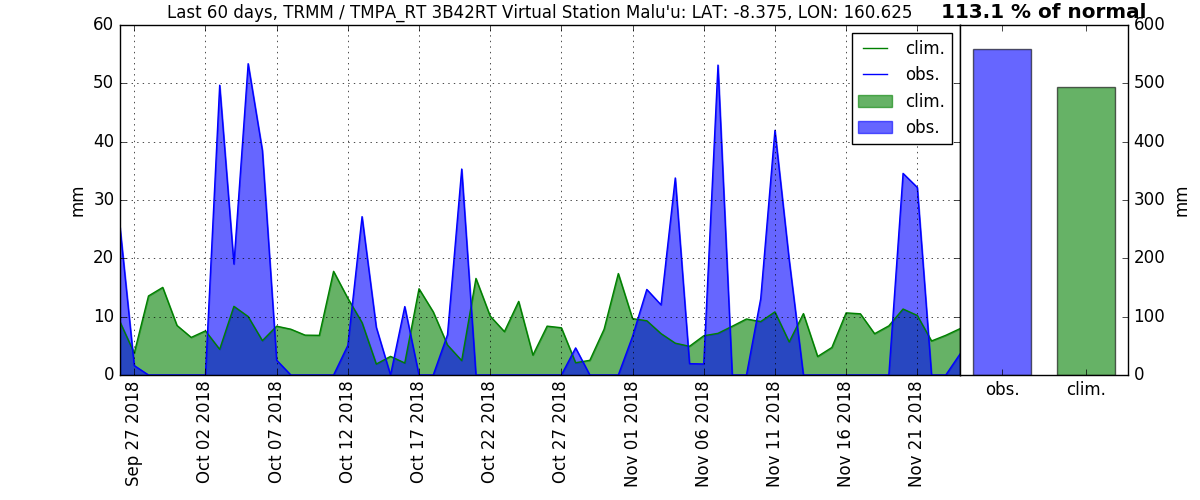 Last 60 days, TRMM / TMPA_RT 3B42RT Virtual Station Malu'u: LAT: -8.375, LON: 160.625
113.1 % of normal
60
50
40
30
20
10
0
mm
clim.
obs.
clim.
obs.
Sep 27 2018
Oct 02 2018
Oct 07 2018
Oct 12 2018
Oct 17 2018
Oct 22 2018
Oct 27 2018
Nov 01 2018
Nov 06 2018
Nov 11 2018
Nov 16 2018
Nov 21 2018
600
500
400
300
200
100
0
mm
obs.
clim.